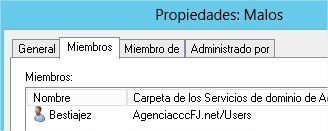 Propiedades: Malos
General Miembros Miembro de Administrado por
Miembros:
Nombre Carpeta de los Servicios de dominio de A
Bestiajez AgenciacccFJ.net/Users